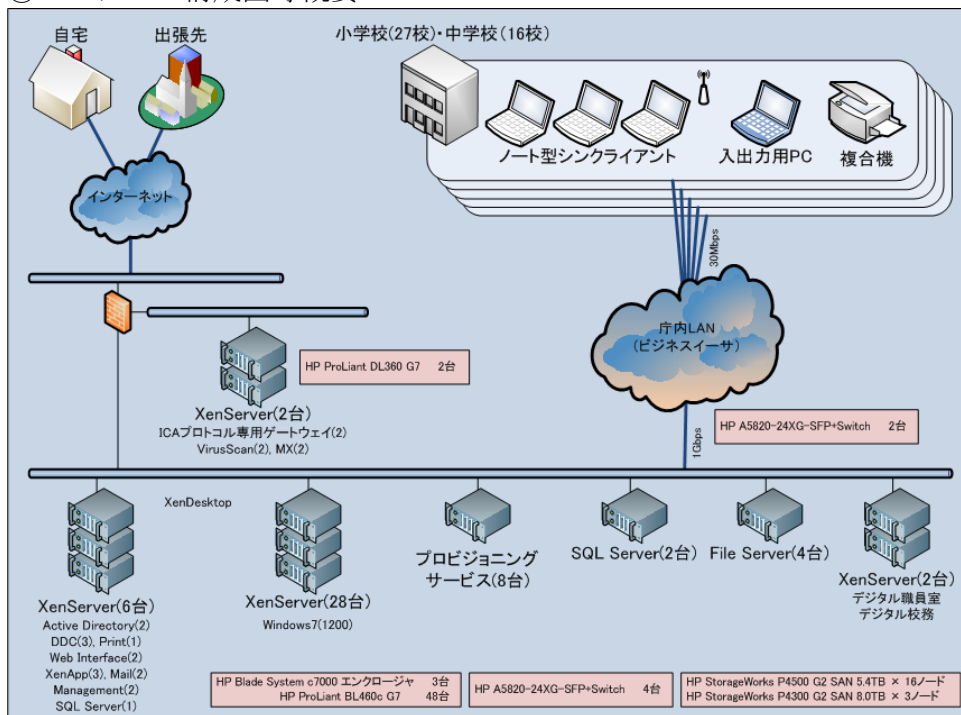 自宅
出張先
小学校(27校)・中学校(16校)
ノート型シンクライアント
入出力用PC
複合機
インターネット
30Mbps
庁内LAN
(ビジネスイーサ)
HP ProLiant DL360 G7 2台
XenServer(2台)
ICAプロトコル専用ゲートウェイ(2)
VirusScan(2), MX(2)
HP A5820-24XG-SFP+Switch 2台
1Gbps
XenDesktop
XenServer(6台)
Active Directory(2)
DDC(3), Print(1)
Web Interface(2)
XenApp(3), Mail(2)
Management(2)
SQL Server(1)
XenServer(28台)
Windows7(1200)
プロビジョニング
サービス(8台)
SQL Server(2台)
File Server(4台)
XenServer(2台)
デジタル職員室
デジタル校務
HP Blade System c7000 エンクロージャ 3台
HP ProLiant BL460c G7 48台
HP A5820-24XG-SFP+Switch 4台
HP StorageWorks P4500 G2 SAN 5.4TB × 16ノード
HP StorageWorks P4300 G2 SAN 8.0TB × 3ノード